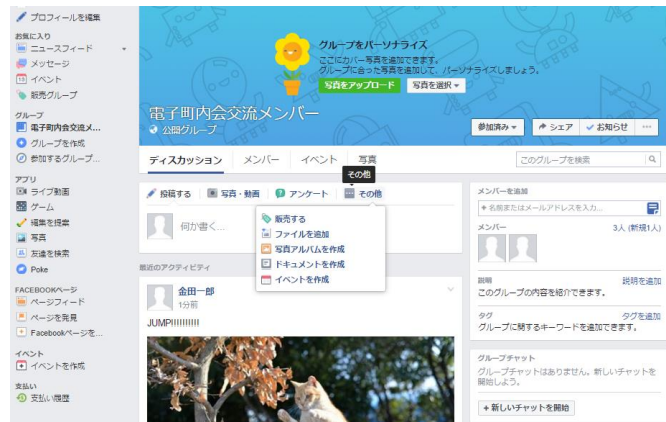 プロフィールを編集
お気に入り
ニュースフィード
メッセージ
イベント
販売グループ
グループ
電子町内会交流メ...
グループを作成
参加するグループ...
アプリ
ライブ動画
ゲーム
編集を提案
写真
友達を検索
Poke
FACEBOOKページ
ページフィード
ページを発見
Facebookページを...
イベント
イベントを作成
支払い
支払い履歴
グループをパーソナライズ
ここにカバー写真を追加できます。
グループに合った写真を追加して、パーソナライズしましょう。
写真をアップロード 写真を選択
電子町内会交流メンバー
公開グループ
参加済み シェア お知らせ ...
ディスカッション メンバー イベント 写真
このグループを検索
その他
投稿する 写真・動画 アンケート その他
何か書く...
販売する
ファイルを追加
写真アルバムを作成
ドキュメントを作成
イベントを作成
最近のアクティビティ
金田一郎
1分前
JUMP!!!!!!!!!!
メンバーを追加
+ 名前またはメールアドレスを入力...
メンバー 3人 (新規1人)
説明 説明を追加
このグループの内容を紹介できます。
タグ タグを追加
グループに関するキーワードを追加できます。
グループチャット
グループチャットはありません。新しいチャットを
開始しよう。
+新しいチャットを開始